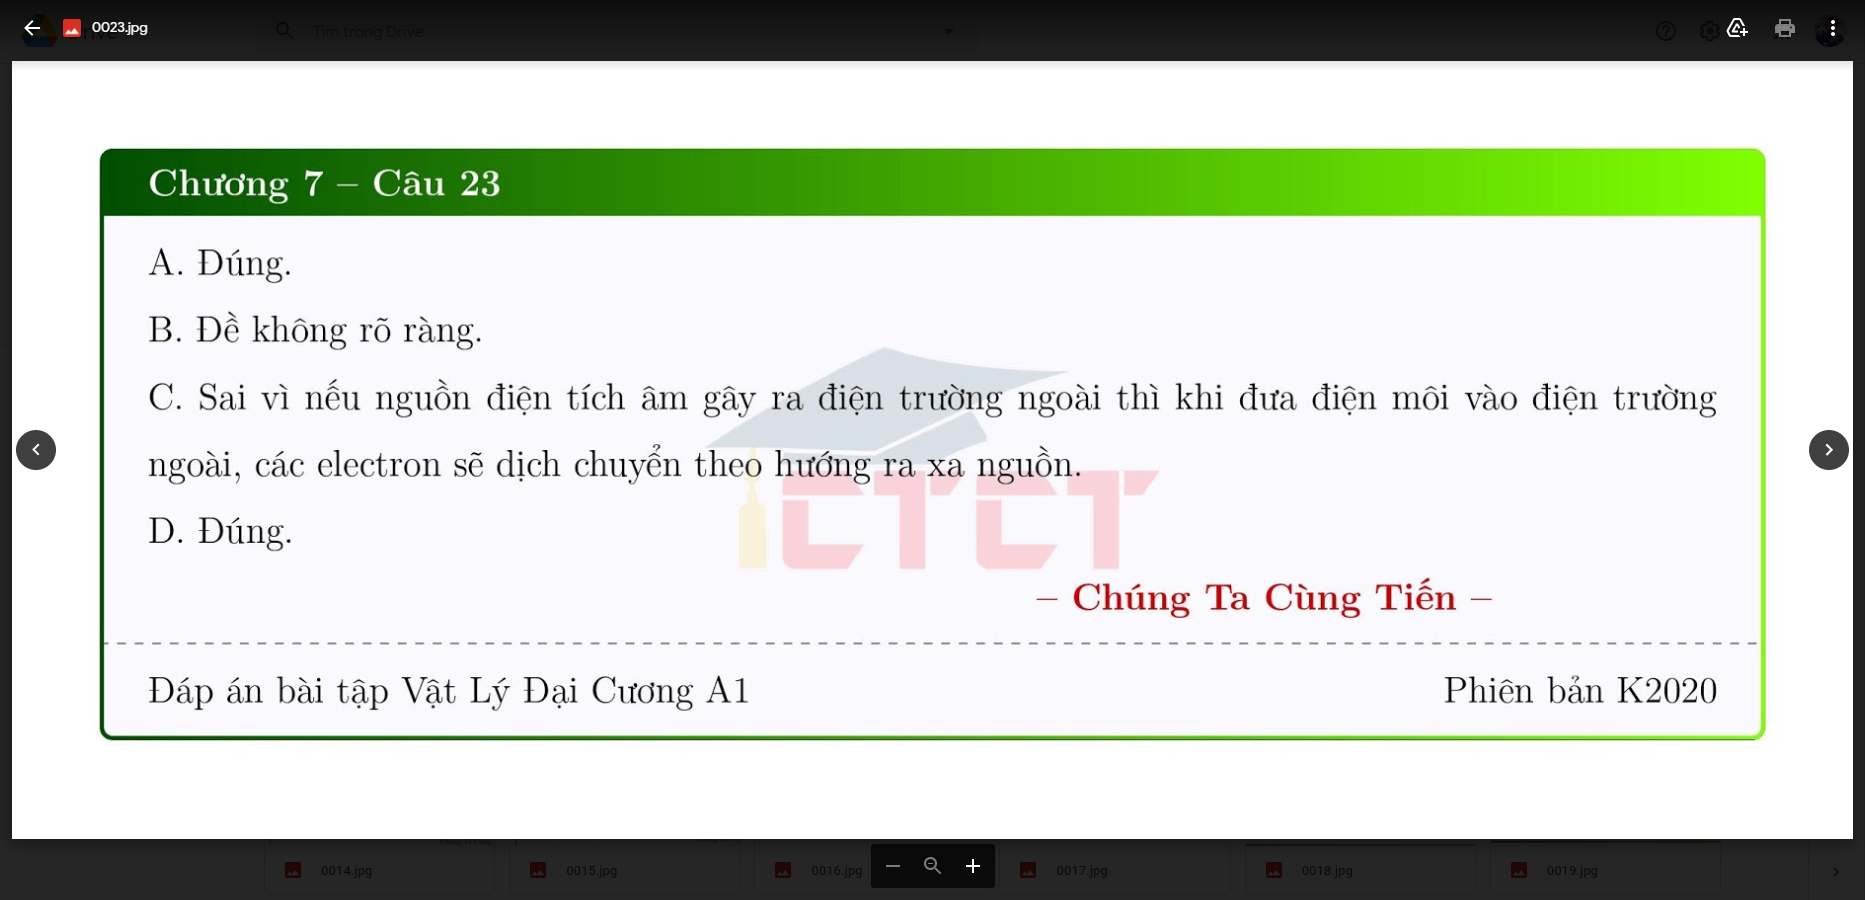 0023.jpg
Tìm trong Drive
Chương 7 – Câu 23
A. Đúng.
B. Đề không rõ ràng.
C. Sai vì nếu nguồn điện tích âm gây ra điện trường ngoài thì khi đưa điện môi vào điện trường
ngoài, các electron sẽ dịch chuyển theo hướng ra xa nguồn.
D. Đúng.
CTCT
– Chúng Ta Cùng Tiến –
Đáp án bài tập Vật Lý Đại Cương A1 Phiên bản K2020
0014.jpg 0015.jpg 0016.jpg 0017.jpg 0018.jpg 0019.jpg